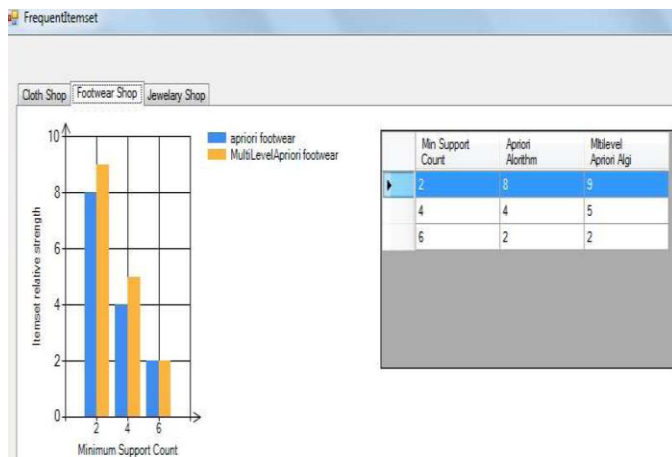 FrequentItemset
Cloth Shop Footwear Shop Jewelary Shop
10
8
6
4
2
0
Itemset relative strength
2 4 6
Minimum Support Count
apriori footwear
MultiLevelApriori footwear
Min Support Count Apriori Alorithm Mltilevel Apriori Algi
2 8 9
4 4 5
6 2 2